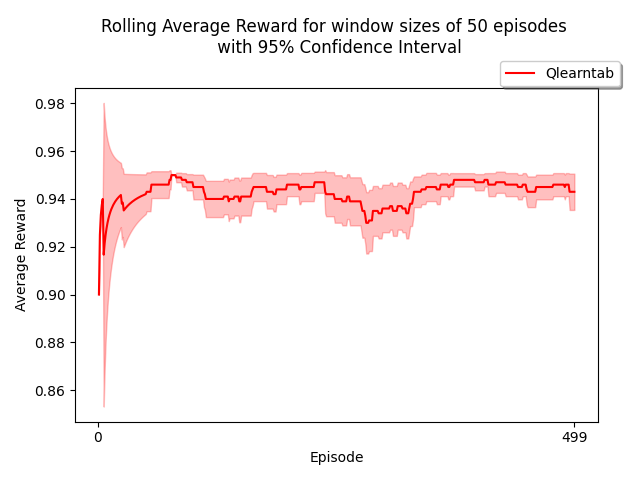 Rolling Average Reward for window sizes of 50 episodes
with 95% Confidence Interval
Qlearntab
0.98
0.96
0.94
0.92
0.90
0.88
0.86
Average Reward
0
499
Episode